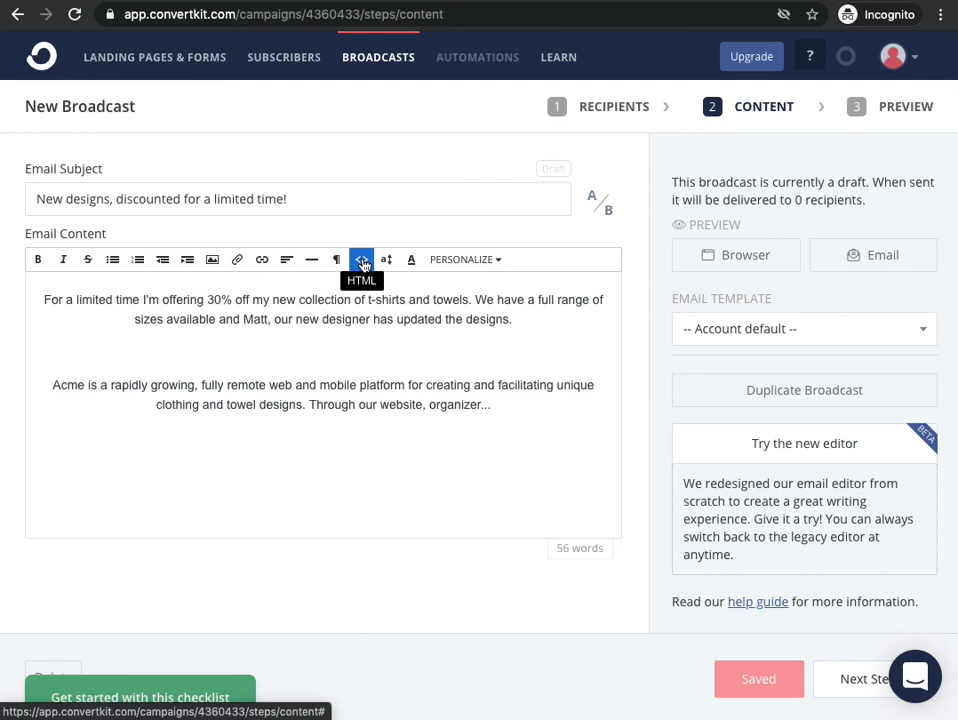 app.convertkit.com/campaigns/4360433/steps/content
Incognito
LANDING PAGES & FORMS
SUBSCRIBERS
BROADCASTS
AUTOMATIONS
LEARN
Upgrade
?
New Broadcast
1 RECIPIENTS
2 CONTENT
3 PREVIEW
Email Subject
Draft
New designs, discounted for a limited time!
A/B
Email Content
B I S
¶ <> A PERSONALIZE
HTML
For a limited time I'm offering 30% off my new collection of t-shirts and towels. We have a full range of
sizes available and Matt, our new designer has updated the designs.
Acme is a rapidly growing, fully remote web and mobile platform for creating and facilitating unique
clothing and towel designs. Through our website, organizer...
56 words
This broadcast is currently a draft. When sent
it will be delivered to 0 recipients.
PREVIEW
Browser
Email
EMAIL TEMPLATE
-- Account default --
Duplicate Broadcast
Try the new editor
BETA
We redesigned our email editor from
scratch to create a great writing
experience. Give it a try! You can always
switch back to the legacy editor at
anytime.
Read our help guide for more information.
Saved
Next Ste
Get started with this checklist
https://app.convertkit.com/campaigns/4360433/steps/content#